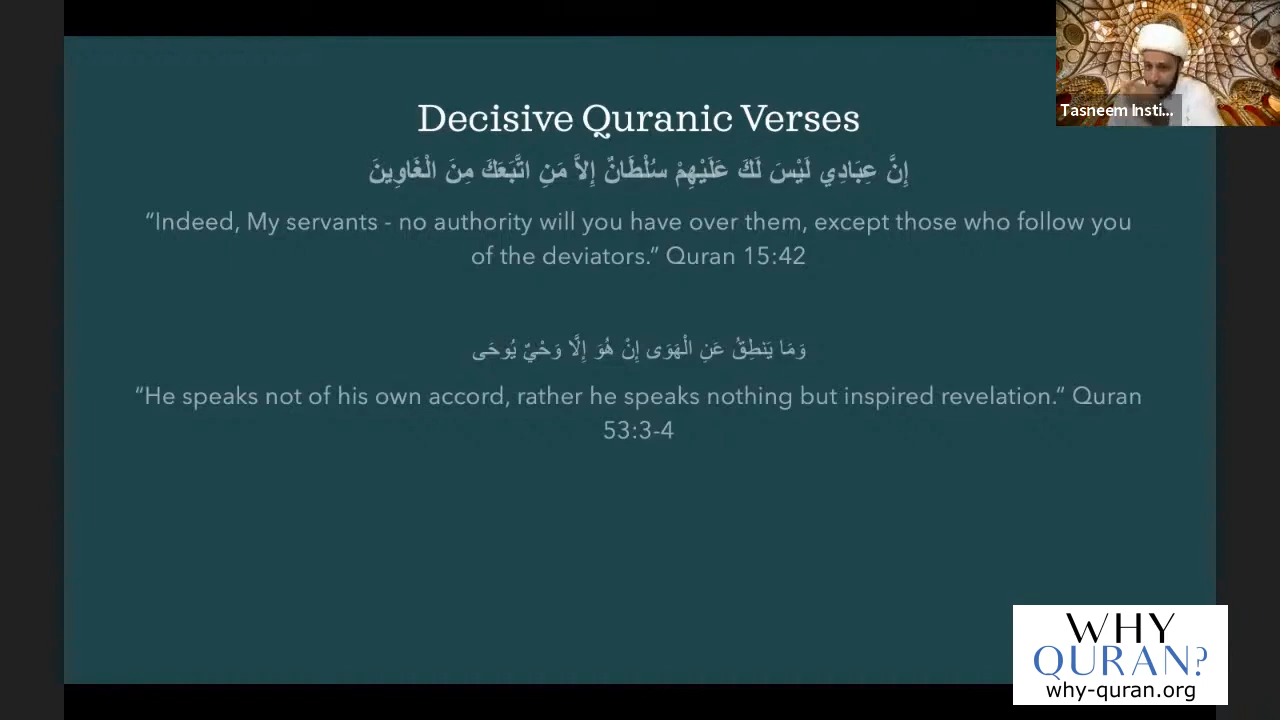 Tasneem Insti...
Decisive Quranic Verses
إِنَّ عِبَادِي لَيْسَ لَكَ عَلَيْهِمْ سُلْطَانٌ إِلاَّ مَنِ اتَّبَعَكَ مِنَ الْغَاوِينَ
“Indeed, My servants - no authority will you have over them, except those who follow you
of the deviators.” Quran 15:42
وَمَا يَنطِقُ عَنِ الْهَوَى إِنْ هُوَ إِلَّا وَحْيٌ يُوحَى
“He speaks not of his own accord, rather he speaks nothing but inspired revelation.“ Quran
53:3-4
WHY
QURAN?
why-quran.org